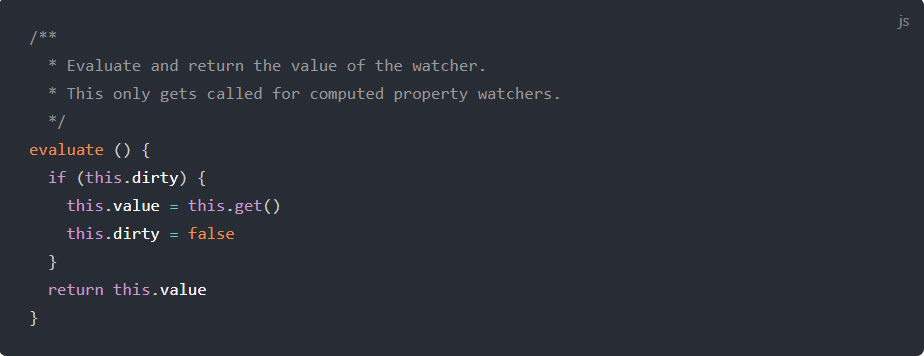 js
/**
  * Evaluate and return the value of the watcher.
  * This only gets called for computed property watchers.
  */
evaluate () {
  if (this.dirty) {
    this.value = this.get()
    this.dirty = false
  }
  return this.value
}